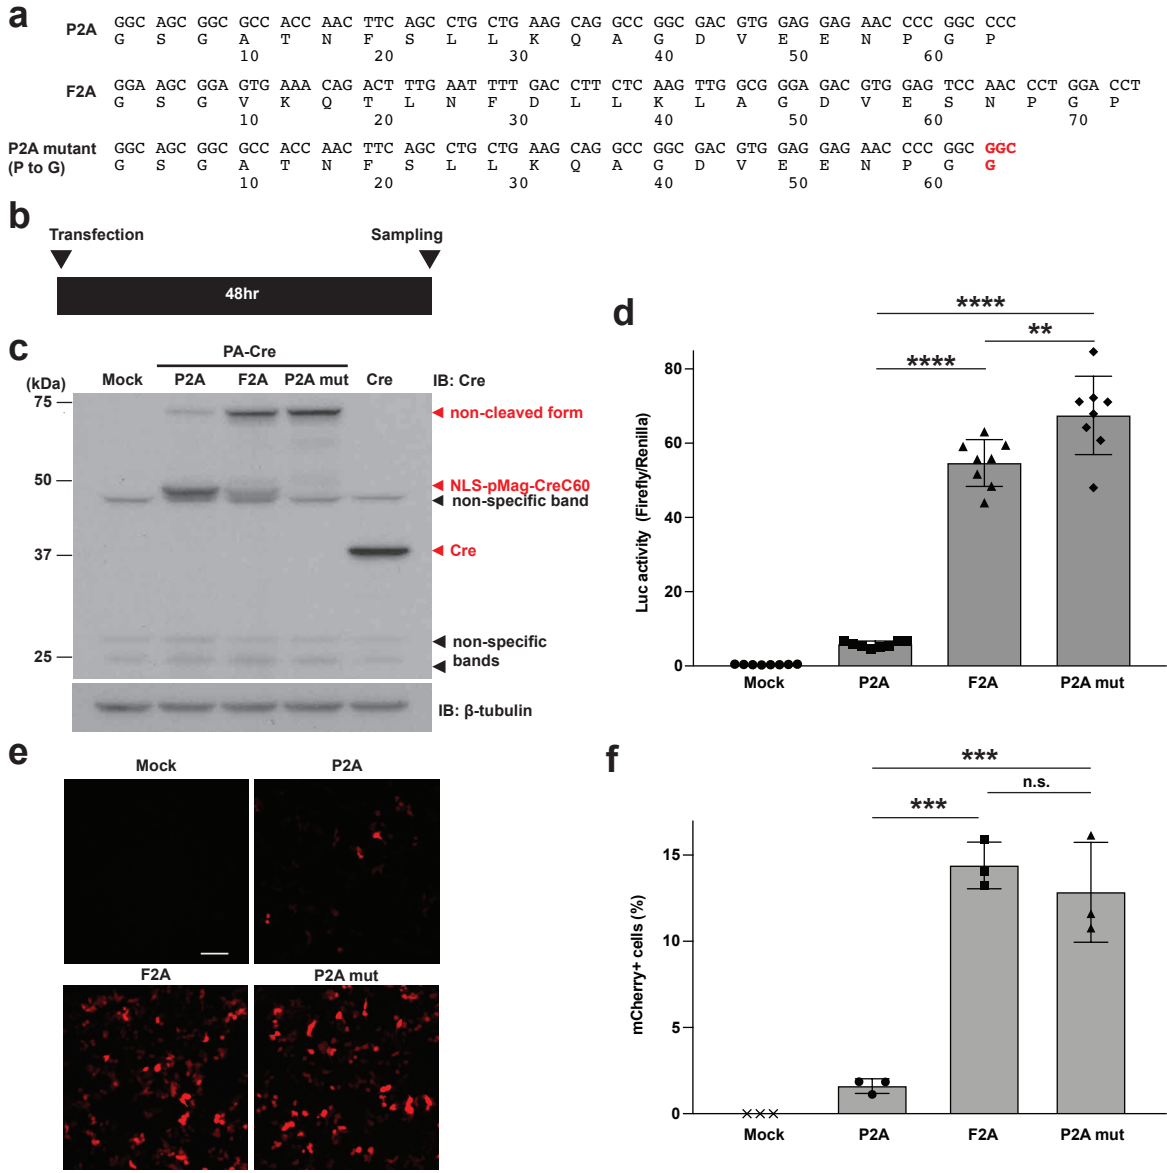 a
P2A GGC AGC GGC GCC ACC AAC TTC AGC CTG CTG AAG CAG GCC GGC GAC GTG GAG GAG AAC CCC GGC CCC
G S G A T N F S L L K Q A G D V E E N P G P
10 20 30 40 50 60
F2A GGA AGC GGA GTG AAA CAG ACT TTG AAT TTT GAC CTT CTC AAG TTG GCG GGA GAC GTG GAG TCC AAC CCT GGA CCT
G S G V K Q T L N F D L L K L A G D V E S N P G P
10 20 30 40 50 60 70
P2A mutant (P to G) GGC AGC GGC GCC ACC AAC TTC AGC CTG CTG AAG CAG GCC GGC GAC GTG GAG GAG AAC CCC GGC GGC
G S G A T N F S L L K Q A G D V E E N P G G
10 20 30 40 50 60
b
Transfection Sampling
48hr
c
PA-Cre
(kDa) Mock P2A F2A P2A mut Cre IB: Cre
75
non-cleaved form
50
NLS-pMag-CreC60
non-specific band
37
Cre
non-specific
25
bands
IB: β-tubulin
d
****
**
****
Luc activity (Firefly/Renilla)
80
60
40
20
0
Mock P2A F2A P2A mut
e
Mock P2A
F2A P2A mut
f
***
n.s.
***
mCherry+ cells (%)
15
10
5
0
Mock P2A F2A P2A mut